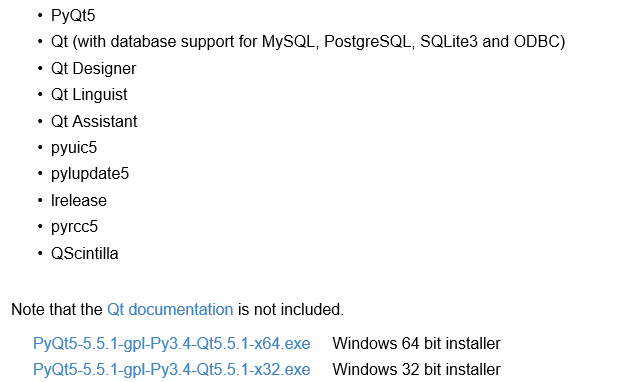 • PyQt5
• Qt (with database support for MySQL, PostgreSQL, SQLite3 and ODBC)
• Qt Designer
• Qt Linguist
• Qt Assistant
• pyuic5
• pylupdate5
• lrelease
• pyrcc5
• QScintilla
Note that the Qt documentation is not included.
PyQt5-5.5.1-gpl-Py3.4-Qt5.5.1-x64.exe Windows 64 bit installer
PyQt5-5.5.1-gpl-Py3.4-Qt5.5.1-x32.exe Windows 32 bit installer